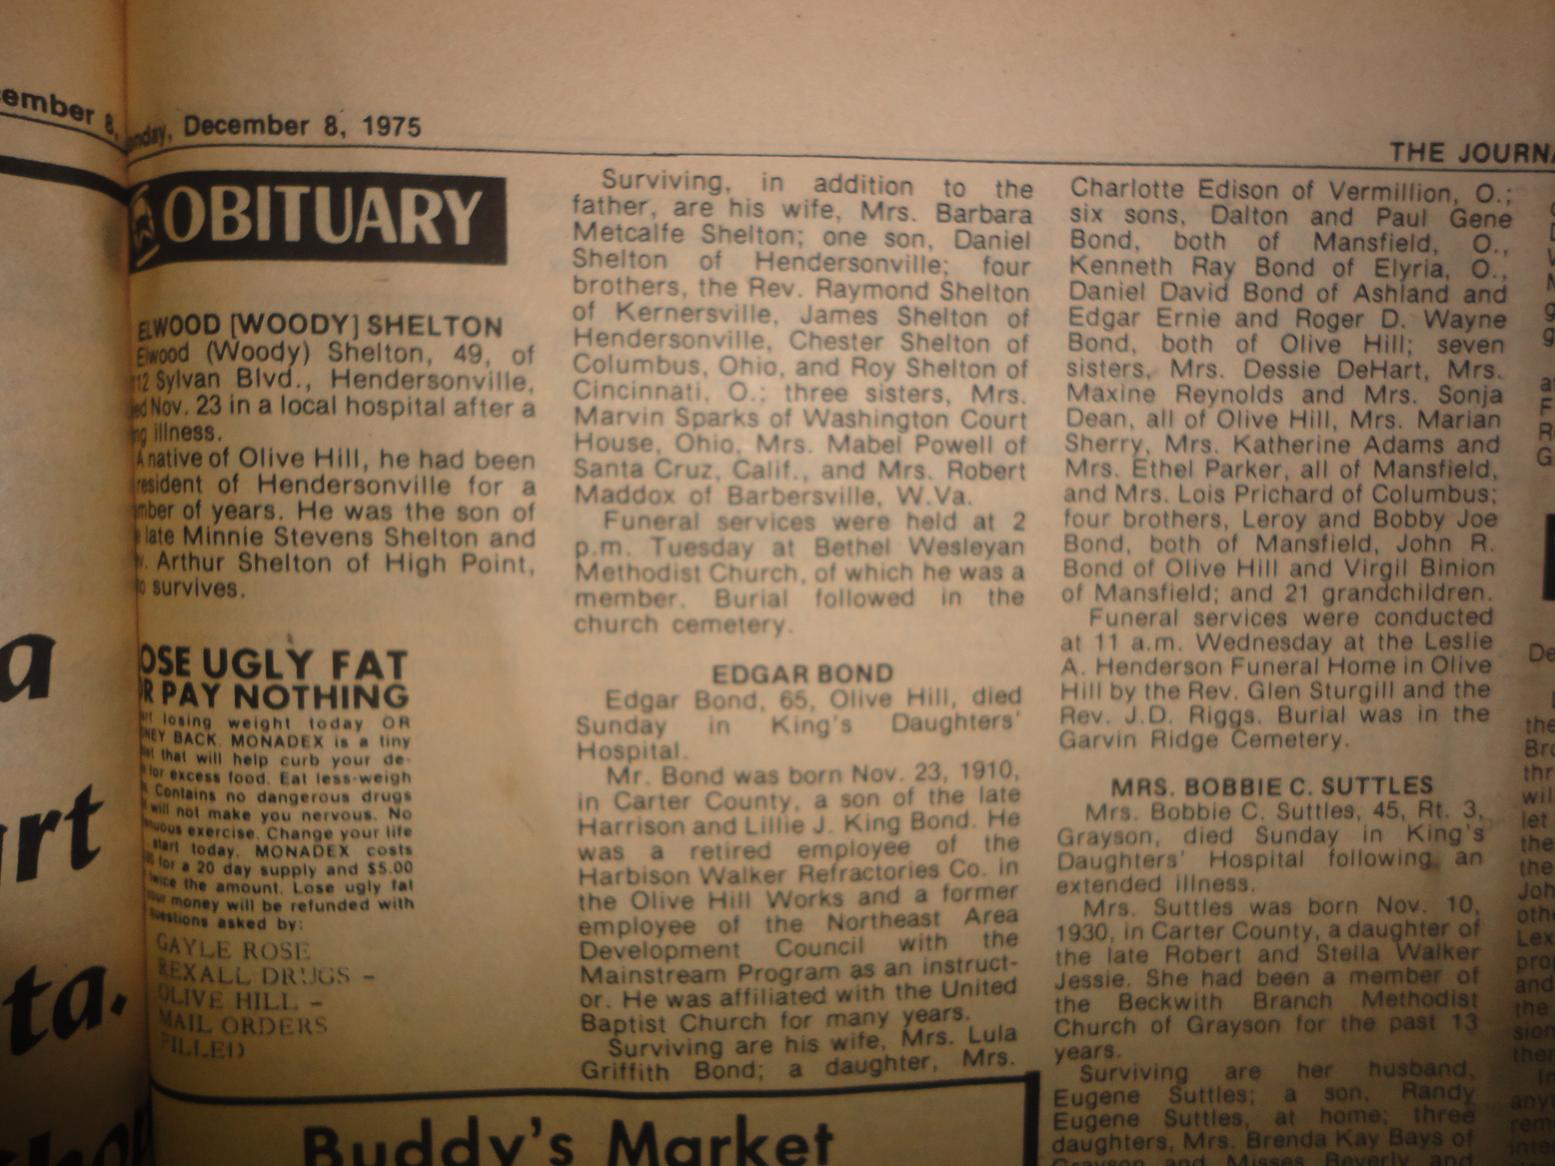 ember 8,
nday, December 8, 1975
THE JOURNA
OBITUARY
ELWOOD [WOODY] SHELTON
Elwood (Woody) Shelton, 49, of
12 Sylvan Blvd., Hendersonville,
ed Nov. 23 in a local hospital after a
ng illness.
A native of Olive Hill, he had been
resident of Hendersonville for a
mber of years. He was the son of
late Minnie Stevens Shelton and
v. Arthur Shelton of High Point,
o survives.
OSE UGLY FAT
OR PAY NOTHING
art losing weight today OR
NEY BACK. MONADEX is a tiny
et that will help curb your de-
for excess food. Eat less-weigh
Contains no dangerous drugs
will not make you nervous. No
nuous exercise. Change your life
start today. MONADEX costs
00 for a 20 day supply and $5.00
twice the amount. Lose ugly fat
our money will be refunded with
uestions asked by:
GAYLE ROSE
REXALL DRUGS -
OLIVE HILL -
MAIL ORDERS
FILLED
Surviving, in addition to the
father, are his wife, Mrs. Barbara
Metcalfe Shelton; one son, Daniel
Shelton of Hendersonville; four
brothers, the Rev. Raymond Shelton
of Kernersville, James Shelton of
Hendersonville, Chester Shelton of
Columbus, Ohio, and Roy Shelton of
Cincinnati, O.; three sisters, Mrs.
Marvin Sparks of Washington Court
House, Ohio, Mrs. Mabel Powell of
Santa Cruz, Calif., and Mrs. Robert
Maddox of Barbersville, W.Va.
Funeral services were held at 2
p.m. Tuesday at Bethel Wesleyan
Methodist Church, of which he was a
member. Burial followed in the
church cemetery.
EDGAR BOND
Edgar Bond, 65, Olive Hill, died
Sunday in King's Daughters'
Hospital.
Mr. Bond was born Nov. 23, 1910,
in Carter County, a son of the late
Harrison and Lillie J. King Bond. He
was a retired employee of the
Harbison Walker Refractories Co. in
the Olive Hill Works and a former
employee of the Northeast Area
Development Council with the
Mainstream Program as an instruct-
or. He was affiliated with the United
Baptist Church for many years.
Surviving are his wife, Mrs. Lula
Griffith Bond; a daughter, Mrs.
Charlotte Edison of Vermillion, O.;
six sons, Dalton and Paul Gene
Bond, both of Mansfield, O.,
Kenneth Ray Bond of Elyria, O.,
Daniel David Bond of Ashland and
Edgar Ernie and Roger D. Wayne
Bond, both of Olive Hill; seven
sisters, Mrs. Dessie DeHart, Mrs.
Maxine Reynolds and Mrs. Sonja
Dean, all of Olive Hill, Mrs. Marian
Sherry, Mrs. Katherine Adams and
Mrs. Ethel Parker, all of Mansfield,
and Mrs. Lois Prichard of Columbus;
four brothers, Leroy and Bobby Joe
Bond, both of Mansfield, John R.
Bond of Olive Hill and Virgil Binion
of Mansfield; and 21 grandchildren.
Funeral services were conducted
at 11 a.m. Wednesday at the Leslie
A. Henderson Funeral Home in Olive
Hill by the Rev. Glen Sturgill and the
Rev. J.D. Riggs. Burial was in the
Garvin Ridge Cemetery.
MRS. BOBBIE C. SUTTLES
Mrs. Bobbie C. Suttles, 45, Rt. 3,
Grayson, died Sunday in King's
Daughters' Hospital following an
extended illness.
Mrs. Suttles was born Nov. 10,
1930, in Carter County, a daughter of
the late Robert and Stella Walker
Jessie. She had been a member of
the Beckwith Branch Methodist
Church of Grayson for the past 13
years.
Surviving are her husband,
Eugene Suttles; a son, Randy
Eugene Suttles, at home; three
daughters, Mrs. Brenda Kay Bays of
Grayson and Misses Beverly and
Buddy's Market
a
art
ta.